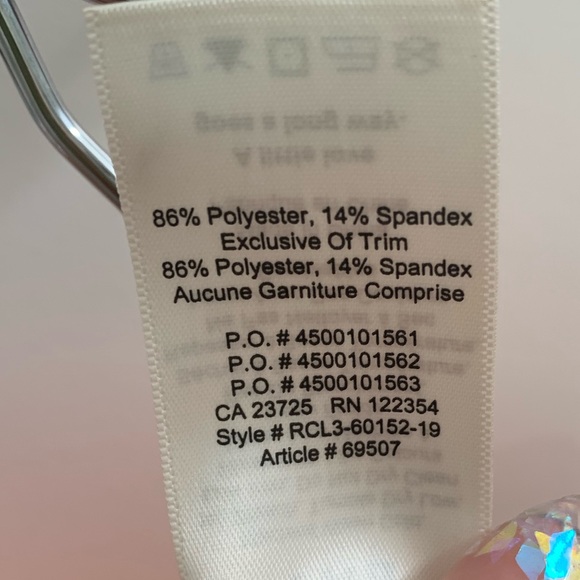 86% Polyester, 14% Spandex
Exclusive Of Trim
86% Polyester, 14% Spandex
Aucune Garniture Comprise
P.O. # 4500101561
P.O. # 4500101562
P.O. # 4500101563
CA 23725 RN 122354
Style # RCL3-60152-19
Article # 69507